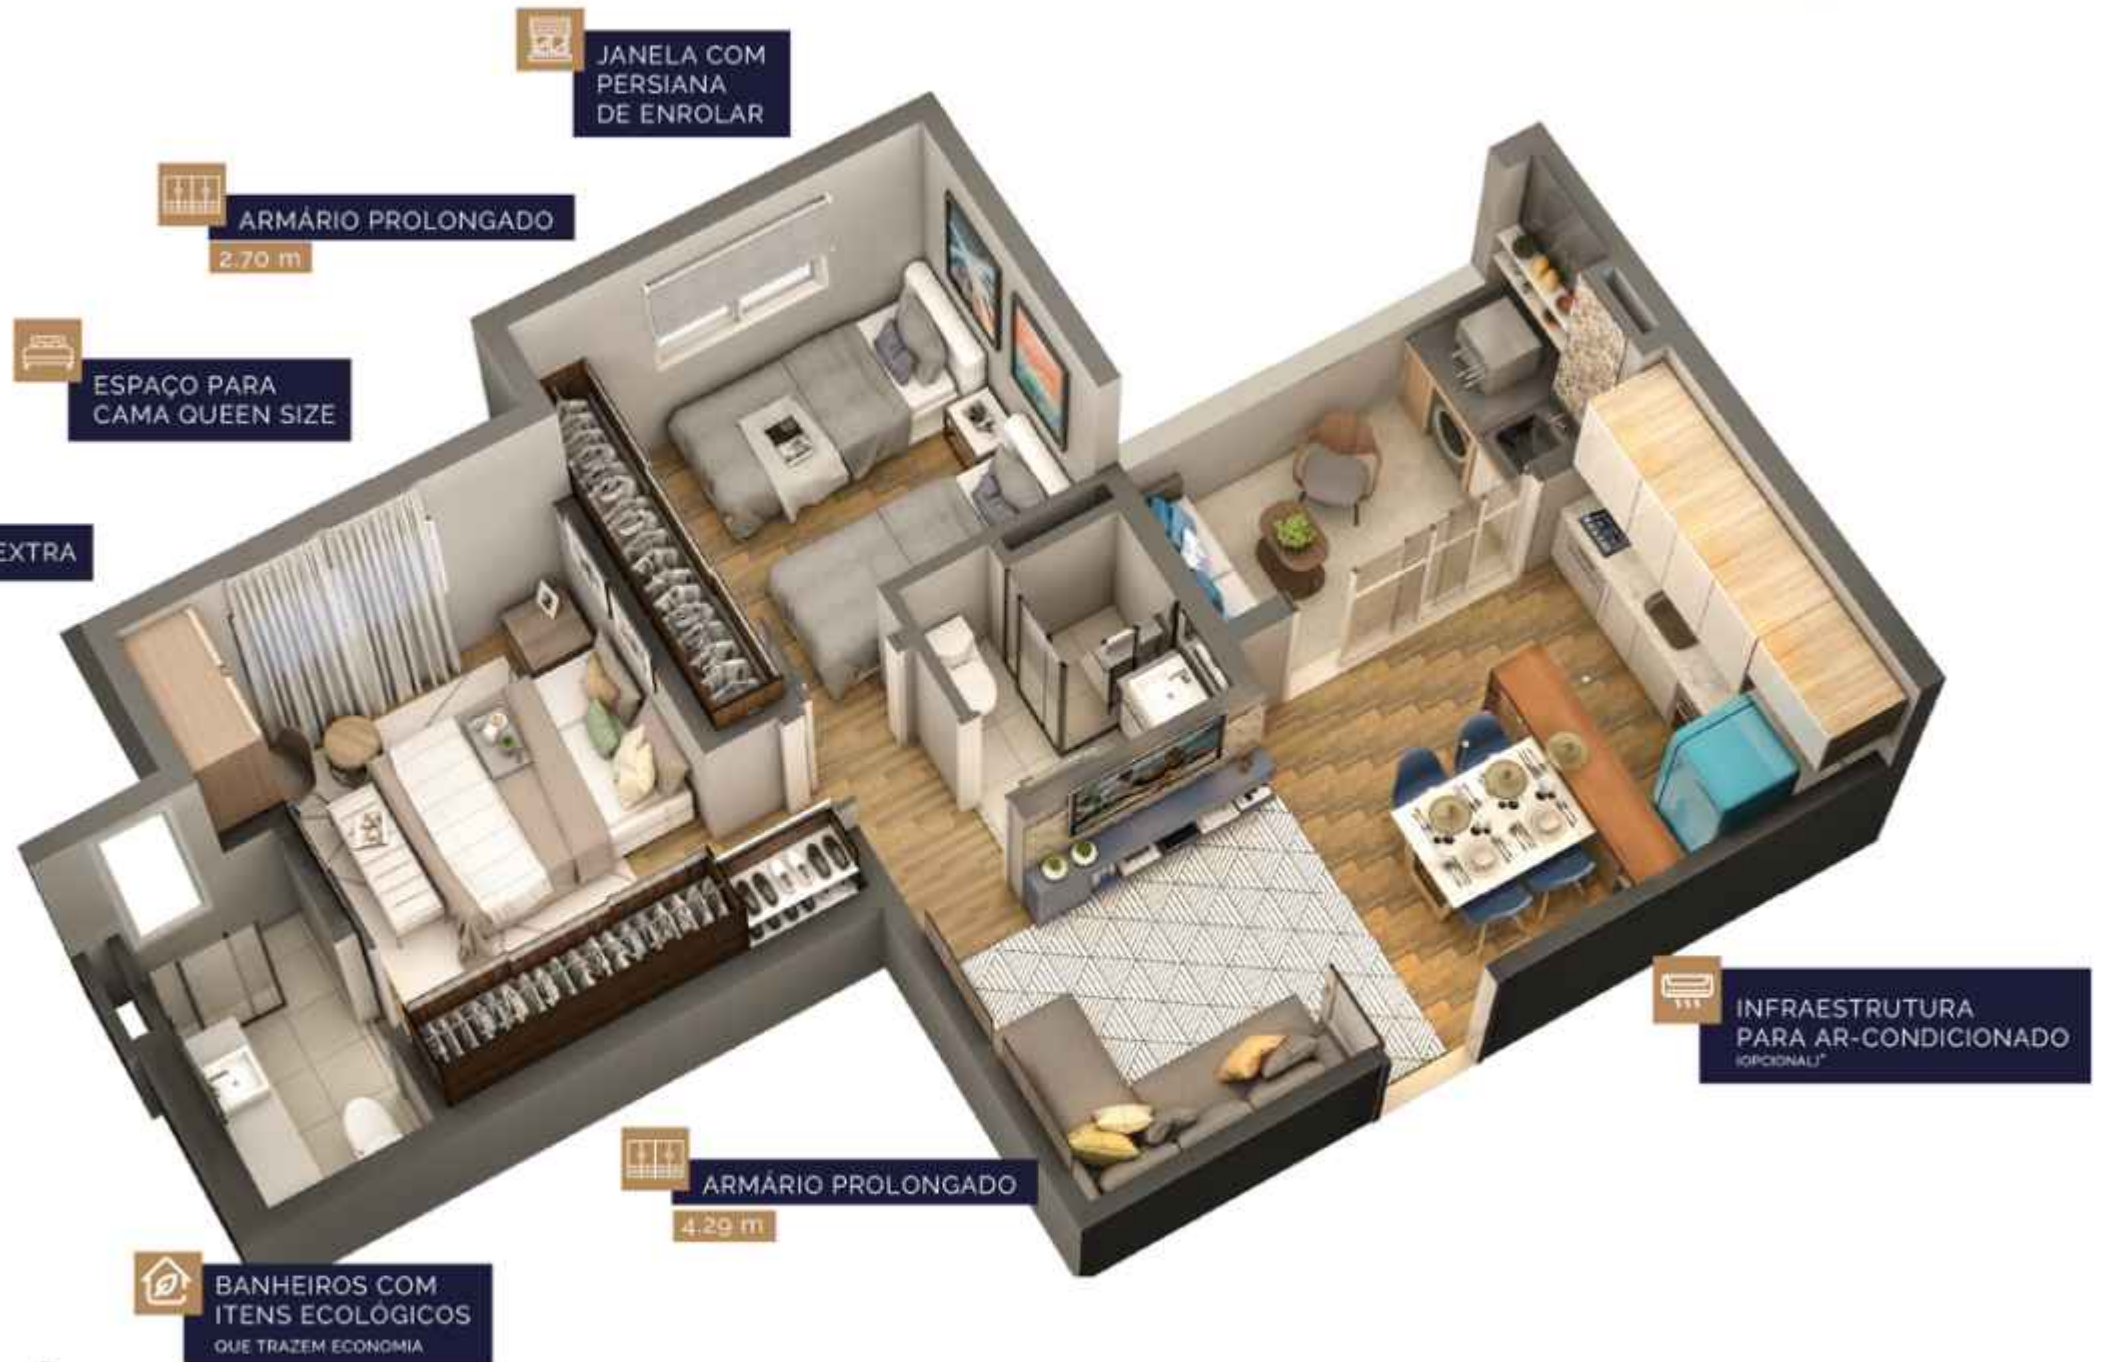 JANELA COM
PERSIANA
DE ENROLAR
ARMÁRIO PROLONGADO
2.70 m
ESPAÇO PARA
CAMA QUEEN SIZE
EXTRA
INFRAESTRUTURA
PARA AR-CONDICIONADO
(OPCIONAL)*
ARMÁRIO PROLONGADO
4.29 m
BANHEIROS COM
ITENS ECOLÓGICOS
QUE TRAZEM ECONOMIA